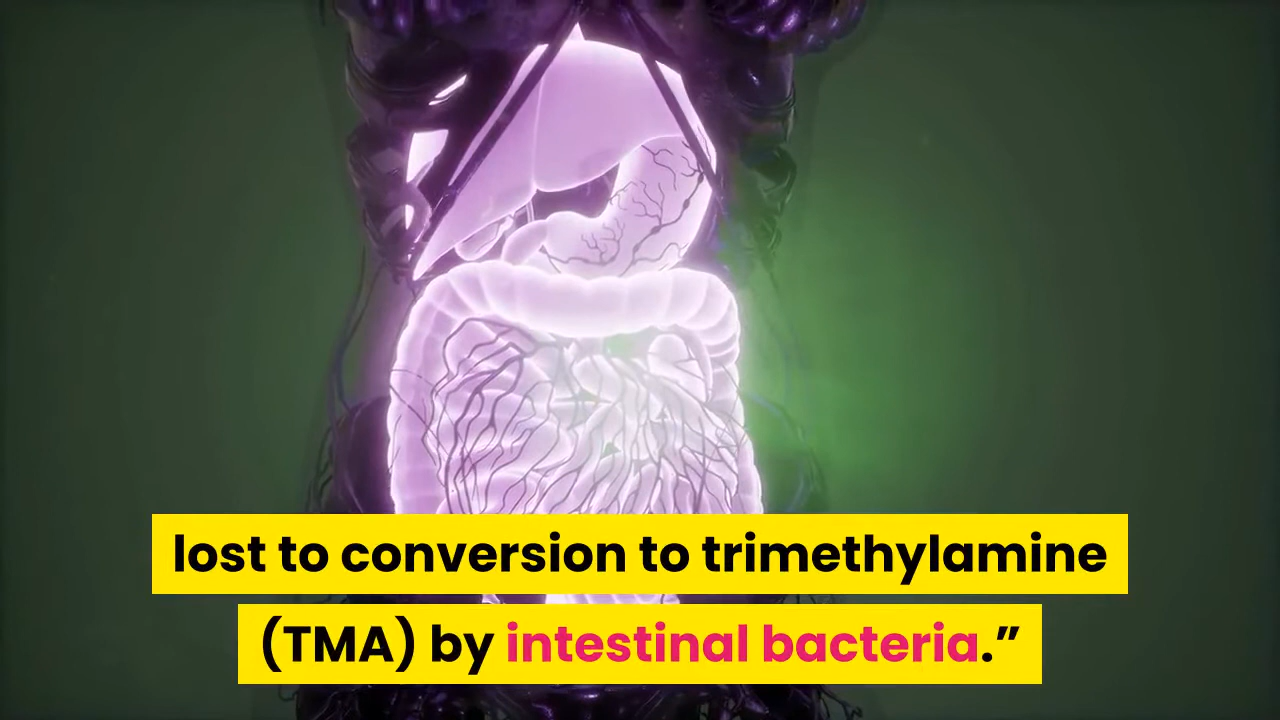 lost to conversion to trimethylamine
(TMA) by intestinal bacteria.”